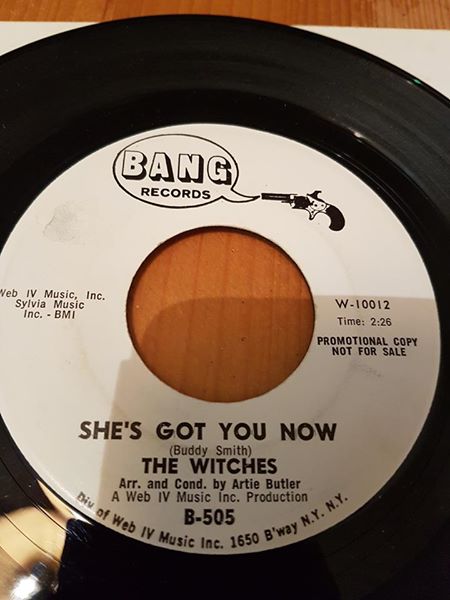 BANG
RECORDS
Web IV Music, Inc.
Sylvia Music
Inc. - BMI
W-10012
Time: 2:26
PROMOTIONAL COPY
NOT FOR SALE
SHE'S GOT YOU NOW
(Buddy Smith)
THE WITCHES
Arr. and Cond. by Artie Butler
A Web IV Music Inc. Production
B-505
Div. of Web IV Music Inc. 1650 B'way N.Y. N.Y.